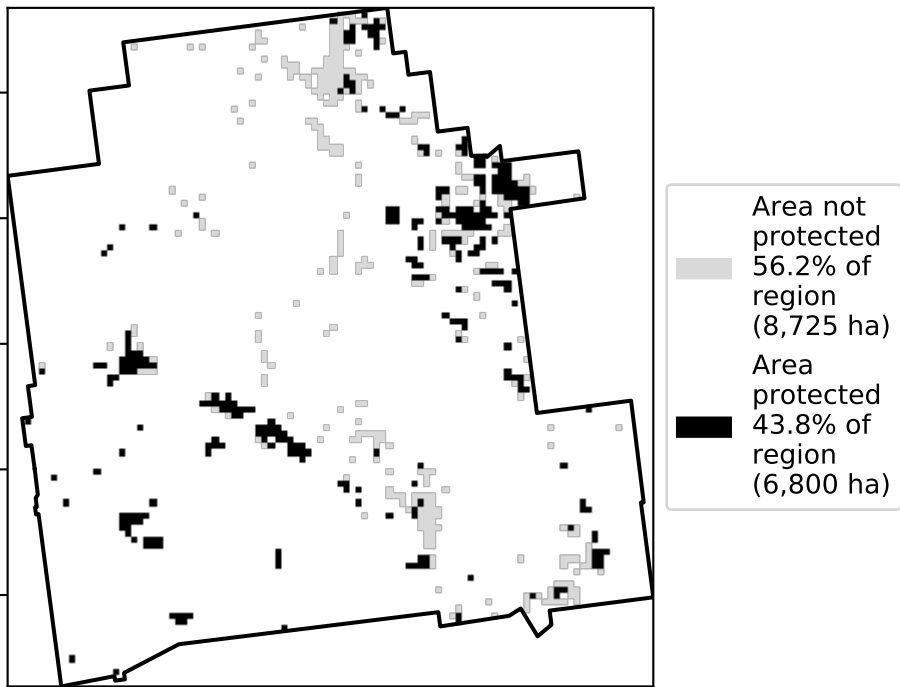 Area not
protected
56.2% of
region
(8,725 ha)
Area
protected
43.8% of
region
(6,800 ha)